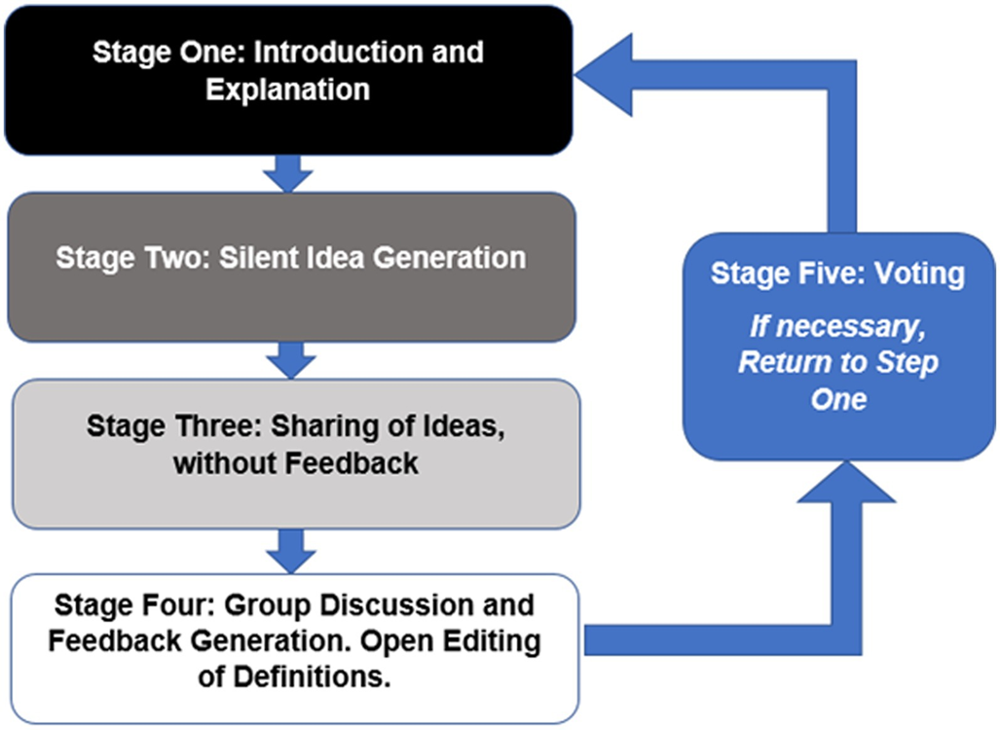 Stage One: Introduction and
Explanation
Stage Two: Silent Idea Generation
Stage Three: Sharing of Ideas,
without Feedback
Stage Four: Group Discussion and
Feedback Generation. Open Editing
of Definitions.
Stage Five: Voting
If necessary,
Return to Step
One